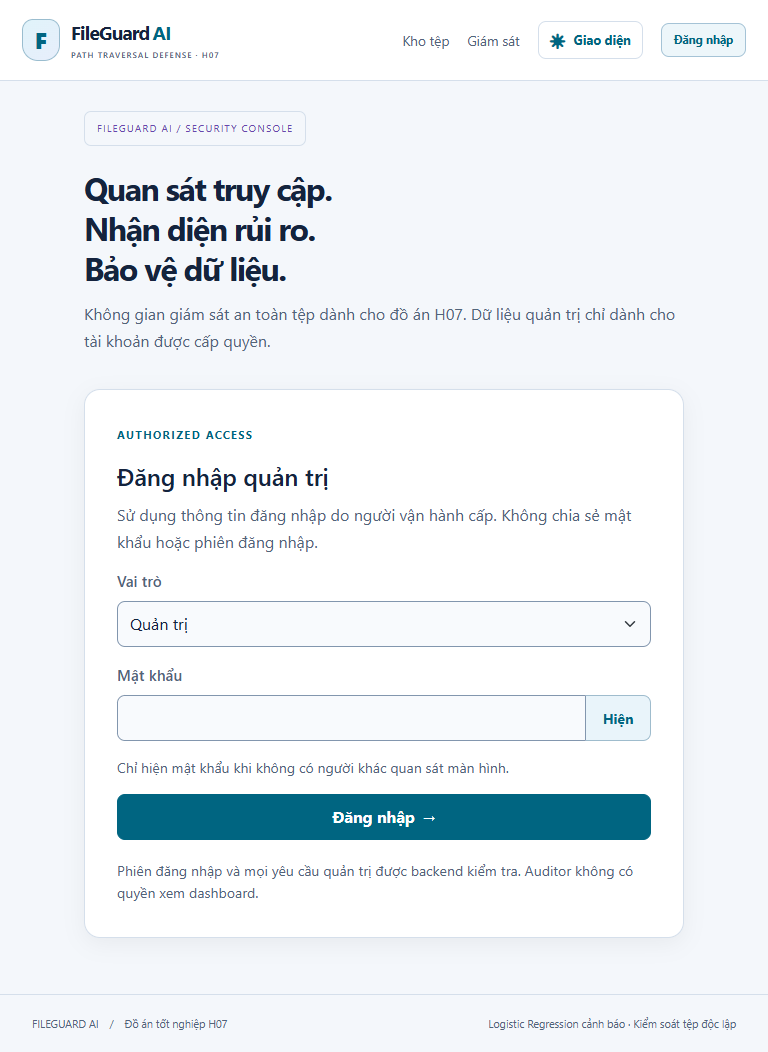 F
FileGuard AI
PATH TRAVERSAL DEFENSE · H07
Kho tệp
Giám sát
Giao diện
Đăng nhập
FILEGUARD AI / SECURITY CONSOLE
Quan sát truy cập.
Nhận diện rủi ro.
Bảo vệ dữ liệu.
Không gian giám sát an toàn tệp dành cho đồ án H07. Dữ liệu quản trị chỉ dành cho
tài khoản được cấp quyền.
AUTHORIZED ACCESS
Đăng nhập quản trị
Sử dụng thông tin đăng nhập do người vận hành cấp. Không chia sẻ mật
khẩu hoặc phiên đăng nhập.
Vai trò
Quản trị
Mật khẩu
Hiện
Chỉ hiện mật khẩu khi không có người khác quan sát màn hình.
Đăng nhập →
Phiên đăng nhập và mọi yêu cầu quản trị được backend kiểm tra. Auditor không có
quyền xem dashboard.
FILEGUARD AI / Đồ án tốt nghiệp H07
Logistic Regression cảnh báo · Kiểm soát tệp độc lập